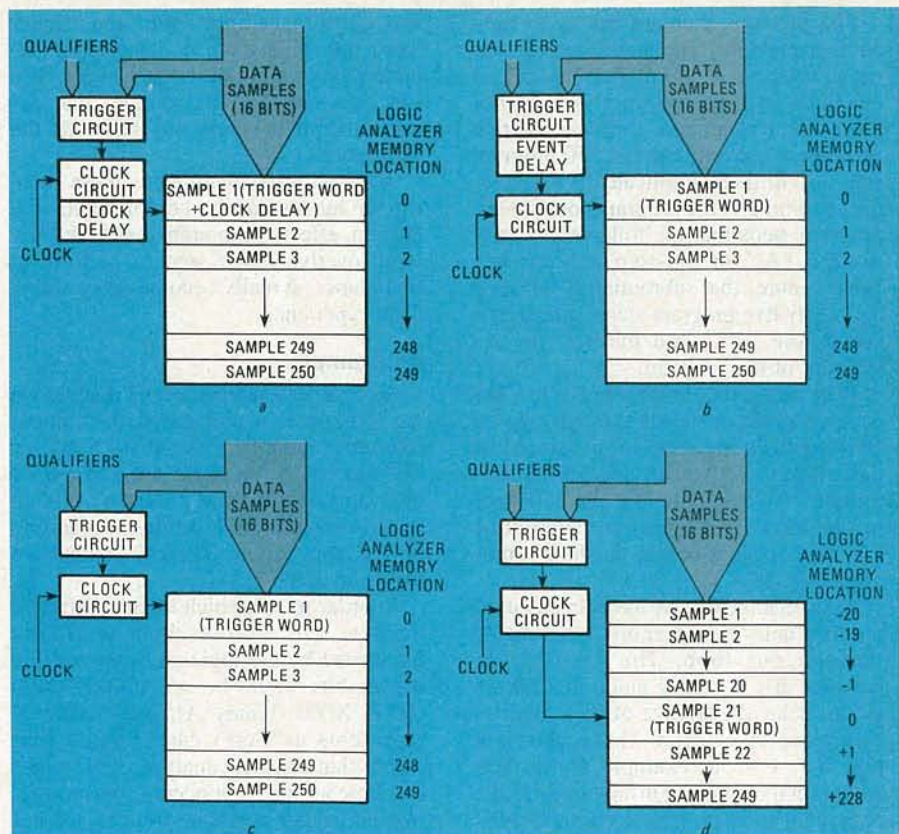 QUALIFIERS
DATA
SAMPLES
(16 BITS)
TRIGGER
CIRCUIT
LOGIC
ANALYZER
MEMORY
LOCATION
CLOCK
CIRCUIT
CLOCK
DELAY
CLOCK
SAMPLE 1(TRIGGER WORD
+CLOCK DELAY)
0
SAMPLE 2
1
SAMPLE 3
2
SAMPLE 249
248
SAMPLE 250
249
a
QUALIFIERS
DATA
SAMPLES
(16 BITS)
TRIGGER
CIRCUIT
EVENT
DELAY
LOGIC
ANALYZER
MEMORY
LOCATION
CLOCK
CIRCUIT
CLOCK
SAMPLE 1
(TRIGGER WORD)
0
SAMPLE 2
1
SAMPLE 3
2
SAMPLE 249
248
SAMPLE 250
249
b
QUALIFIERS
DATA
SAMPLES
(16 BITS)
TRIGGER
CIRCUIT
LOGIC
ANALYZER
MEMORY
LOCATION
CLOCK
CIRCUIT
CLOCK
SAMPLE 1
(TRIGGER WORD)
0
SAMPLE 2
1
SAMPLE 3
2
SAMPLE 249
248
SAMPLE 250
249
c
QUALIFIERS
DATA
SAMPLES
(16 BITS)
TRIGGER
CIRCUIT
LOGIC
ANALYZER
MEMORY
LOCATION
CLOCK
CIRCUIT
CLOCK
SAMPLE 1
-20
SAMPLE 2
-19
SAMPLE 20
-1
SAMPLE 21
(TRIGGER WORD)
0
SAMPLE 22
+1
SAMPLE 249
+228
d